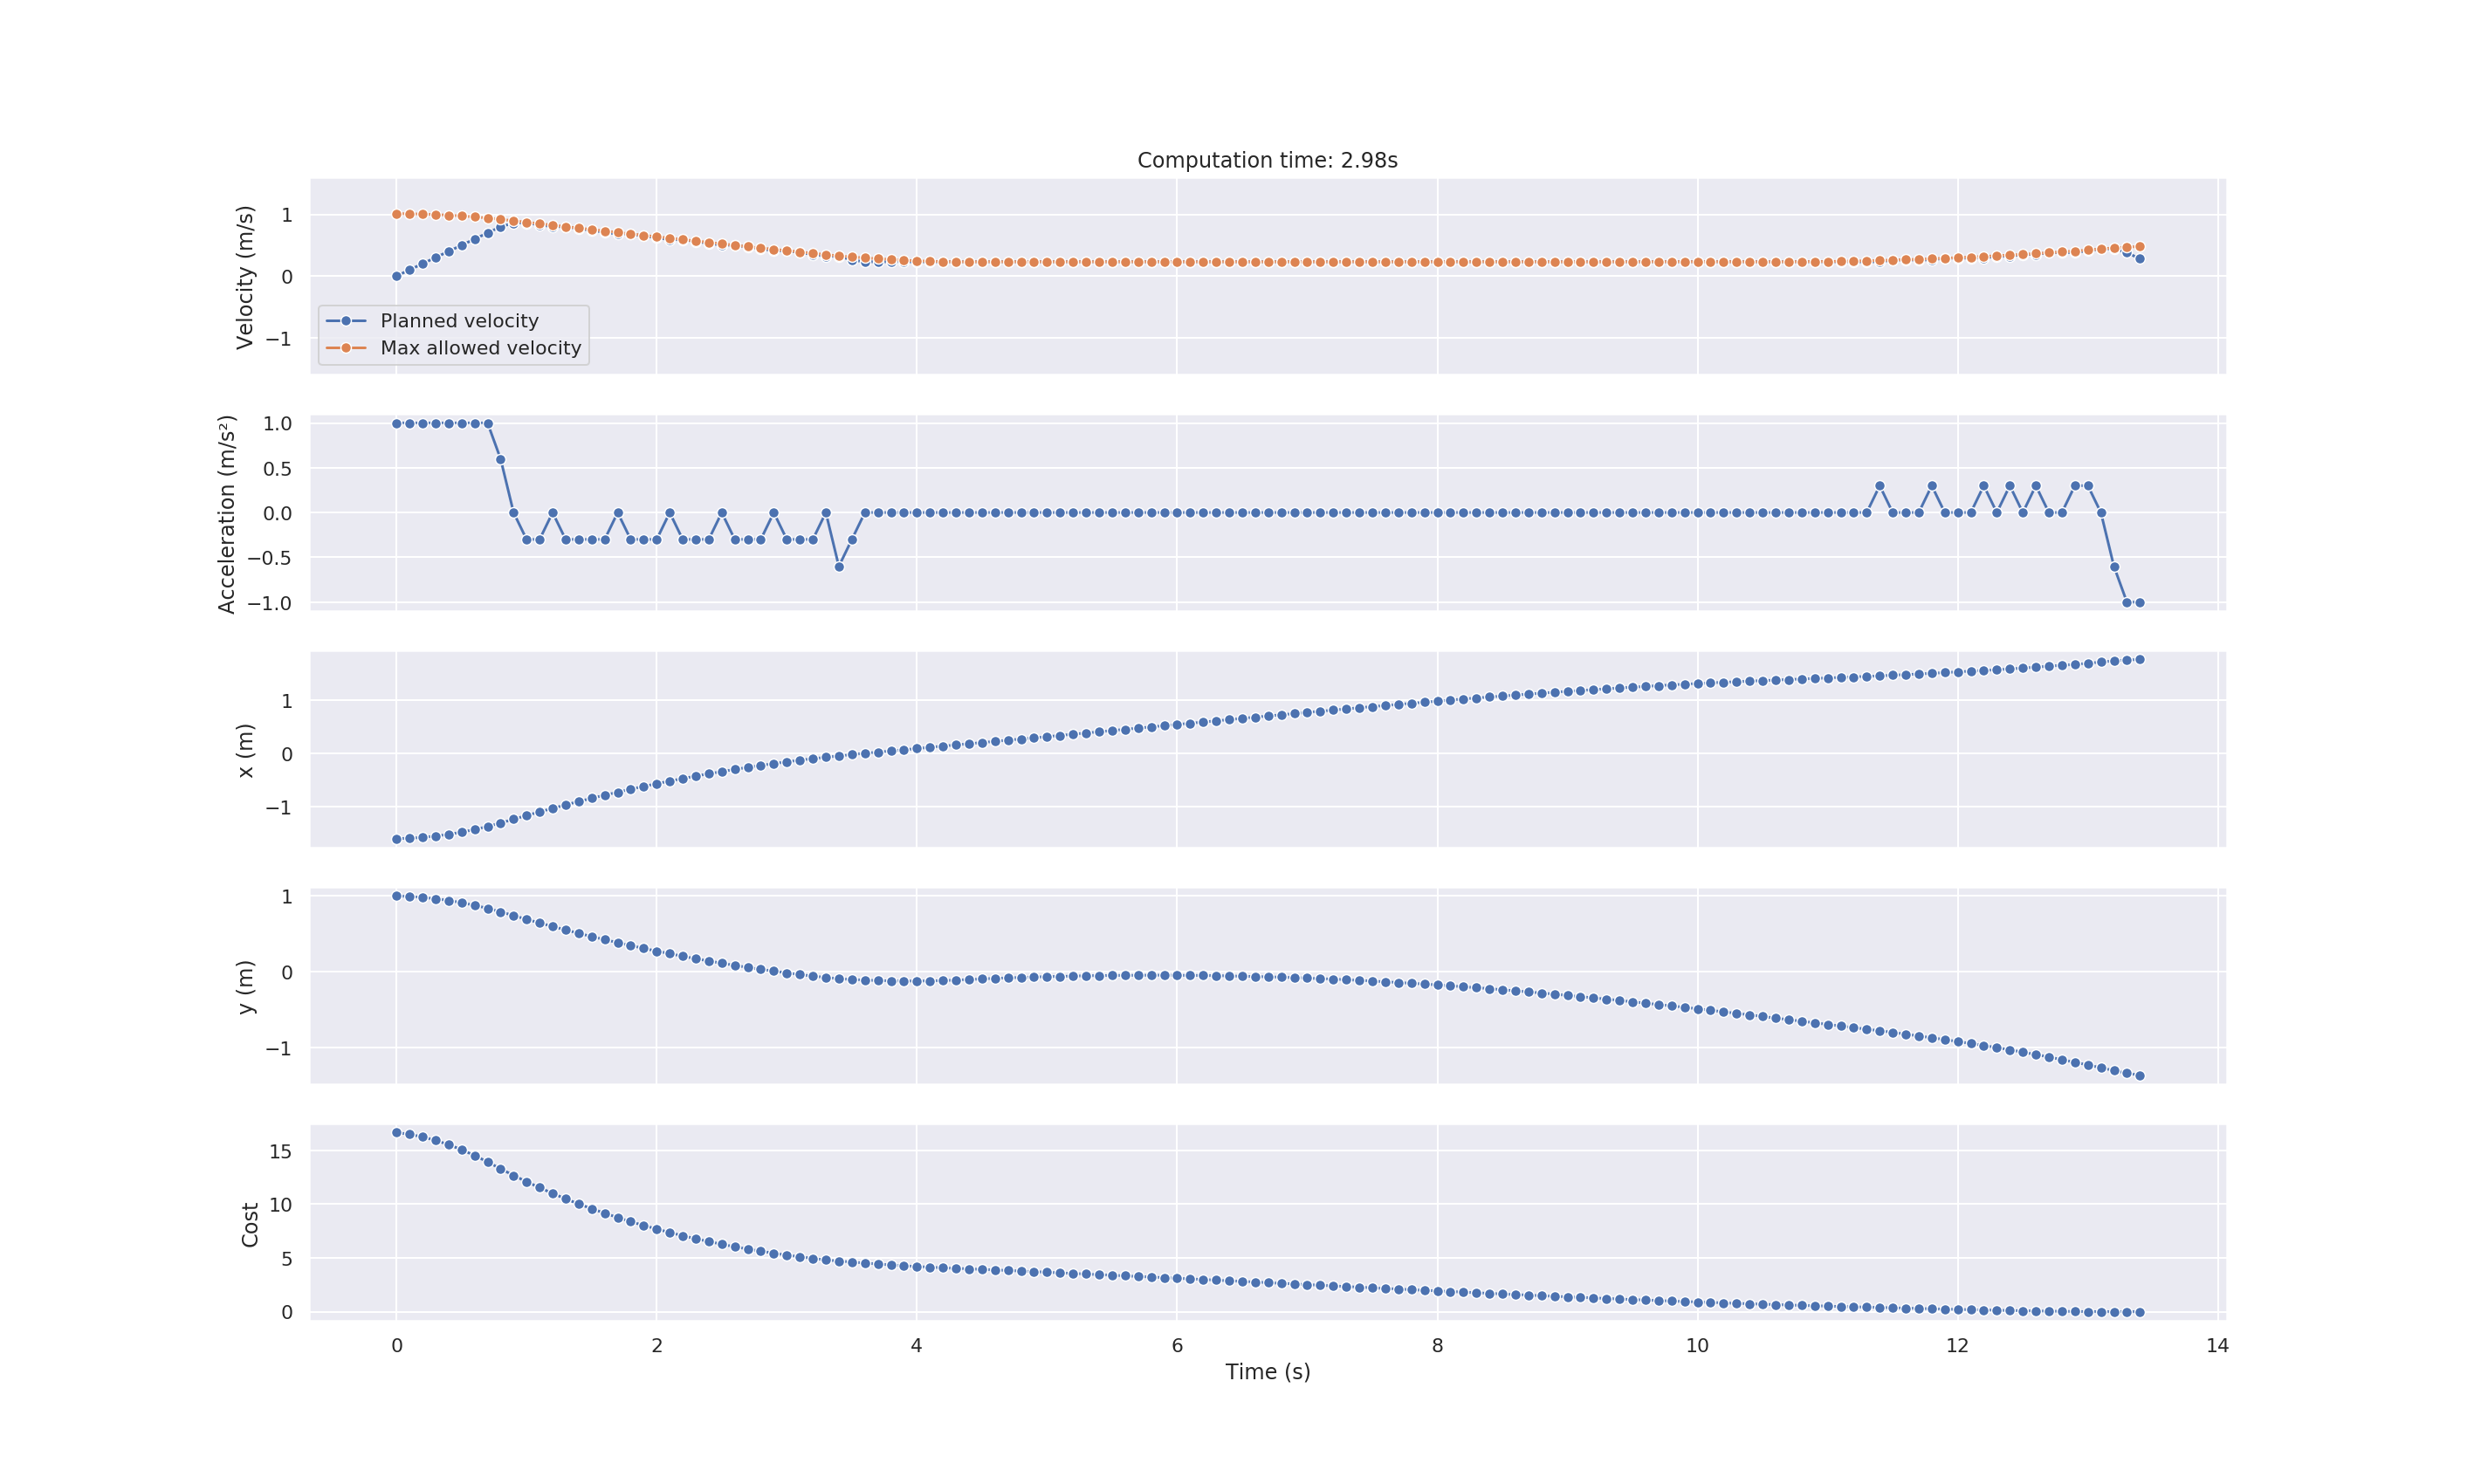 Computation time: 2.98s
Velocity (m/s)
1
0
−1
Planned velocity
Max allowed velocity
Acceleration (m/s²)
1.0
0.5
0.0
−0.5
−1.0
x (m)
1
0
−1
y (m)
1
0
−1
Cost
15
10
5
0
0 2 4 6 8 10 12 14
Time (s)